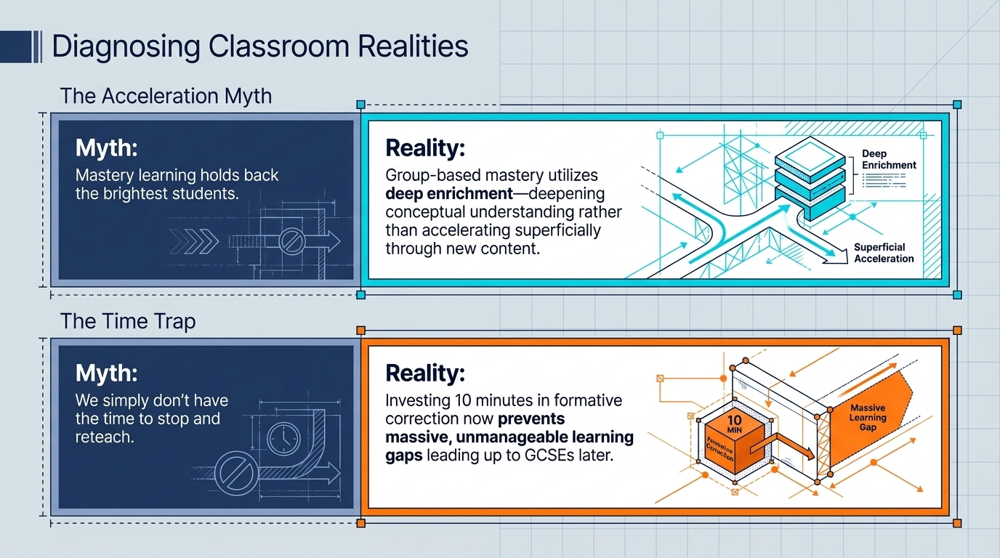 Diagnosing Classroom Realities
The Acceleration Myth
Myth:
Mastery learning holds back
the brightest students.
Reality:
Group-based mastery utilizes
deep enrichment—deepening
conceptual understanding rather
than accelerating superficially
through new content.
Deep
Enrichment
Superficial
Acceleration
The Time Trap
Myth:
We simply don't have
the time to stop and
reteach.
Reality:
Investing 10 minutes in formative
correction now prevents
massive, unmanageable learning
gaps leading up to GCSEs later.
10
MIN
Correction
Massive
Learning
Gap